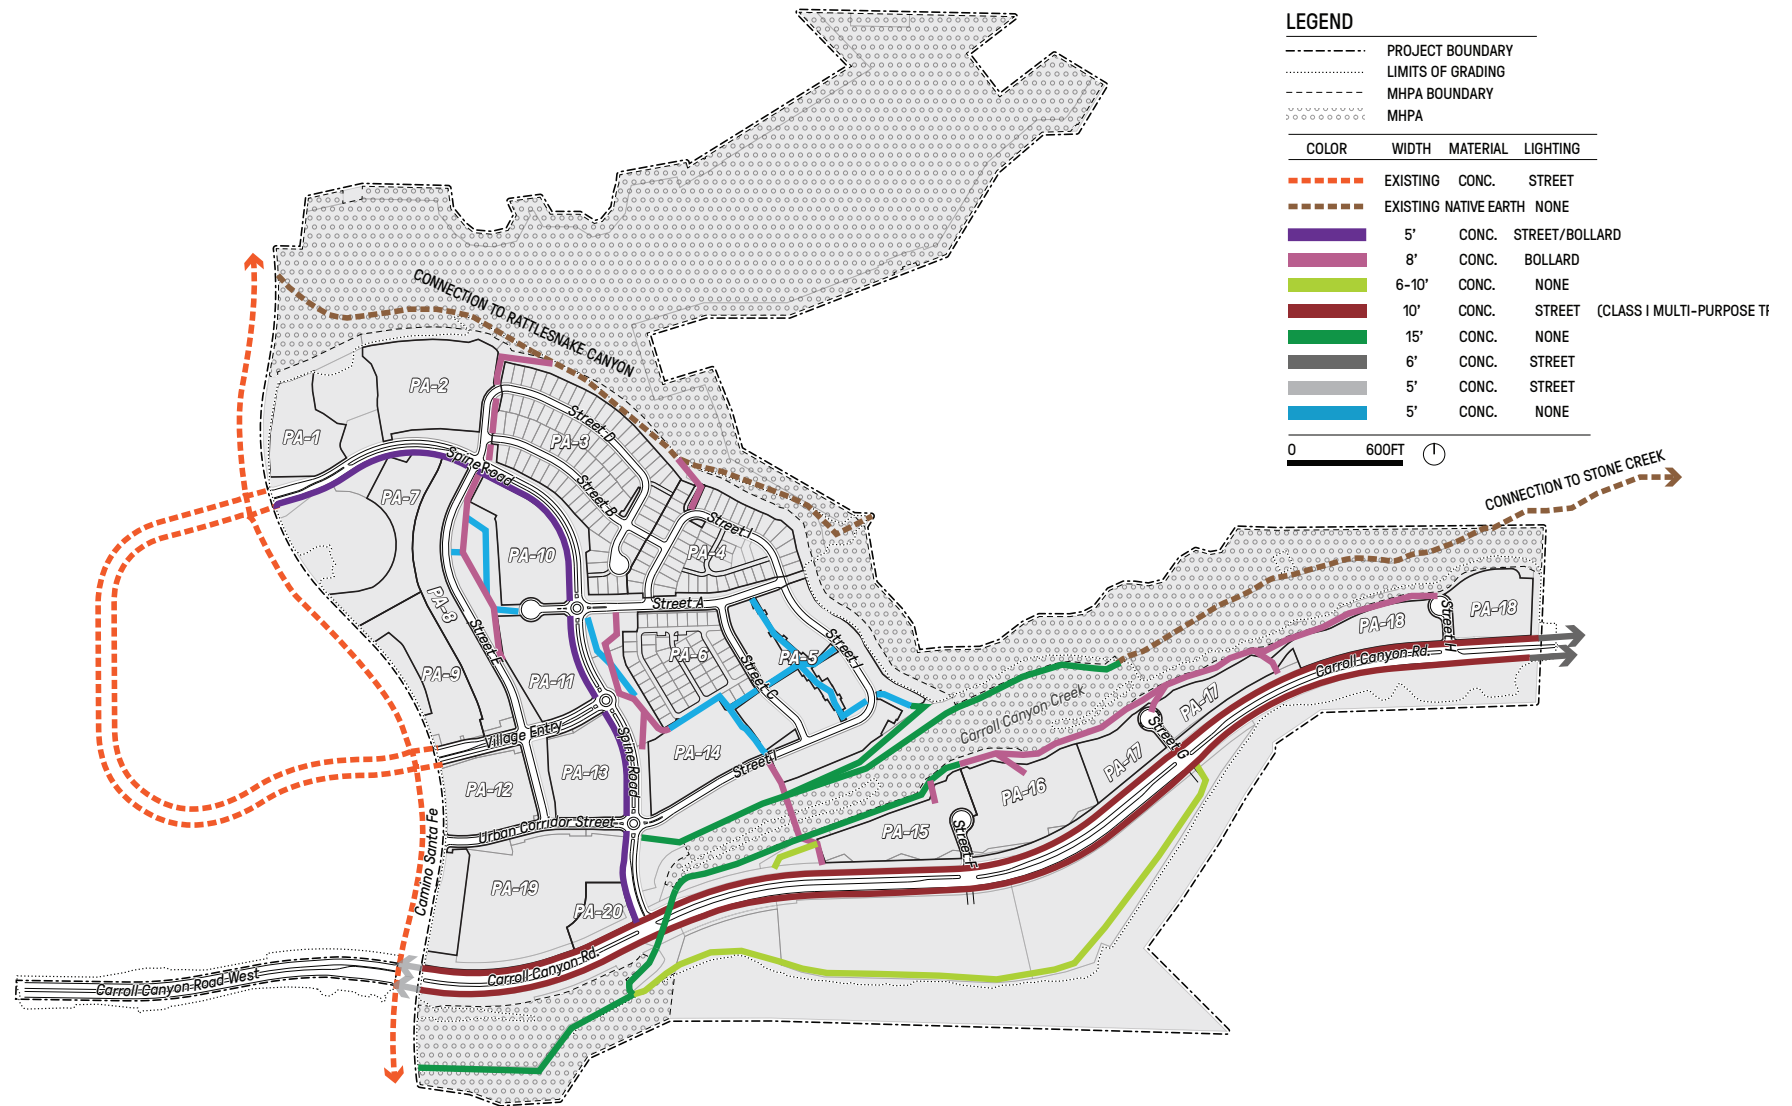 LEGEND
PROJECT BOUNDARY
LIMITS OF GRADING
MHPA BOUNDARY
MHPA
COLOR WIDTH MATERIAL LIGHTING
EXISTING CONC. STREET
EXISTING NATIVE EARTH NONE
5' CONC. STREET/BOLLARD
8' CONC. BOLLARD
6-10' CONC. NONE
10' CONC. STREET (CLASS I MULTI-PURPOSE
15' CONC. NONE
6' CONC. STREET
5' CONC. STREET
5' CONC. NONE
0 600FT
CONNECTION TO RATTLESNAKE CANYON
CONNECTION TO STONE CREEK
PA-1
PA-2
PA-3
Street D
Street B
Spine Road
PA-7
PA-10
Street I
PA-4
PA-8
Street E
Street A
PA-6
PA-5
Street C
Street I
PA-9
PA-11
Village Entry
Spine Road
PA-14
Street I
PA-12
PA-13
Urban Corridor Street
Camino Santa Fe
PA-19
PA-20
Carroll Canyon Rd.
Carroll Canyon Road West
Carroll Canyon Creek
PA-15
Street F
PA-16
PA-17
Street G
PA-17
PA-18
Street H
PA-18
Carroll Canyon Rd.